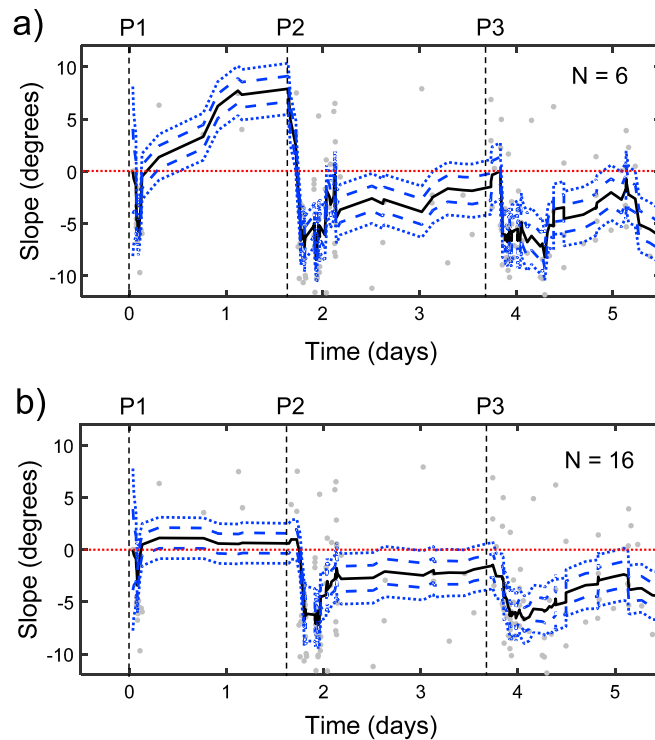 a)
P1 P2 P3
10
5
0
-5
-10
Slope (degrees)
N = 6
0 1 2 3 4 5
Time (days)
b)
P1 P2 P3
10
5
0
-5
-10
Slope (degrees)
N = 16
0 1 2 3 4 5
Time (days)